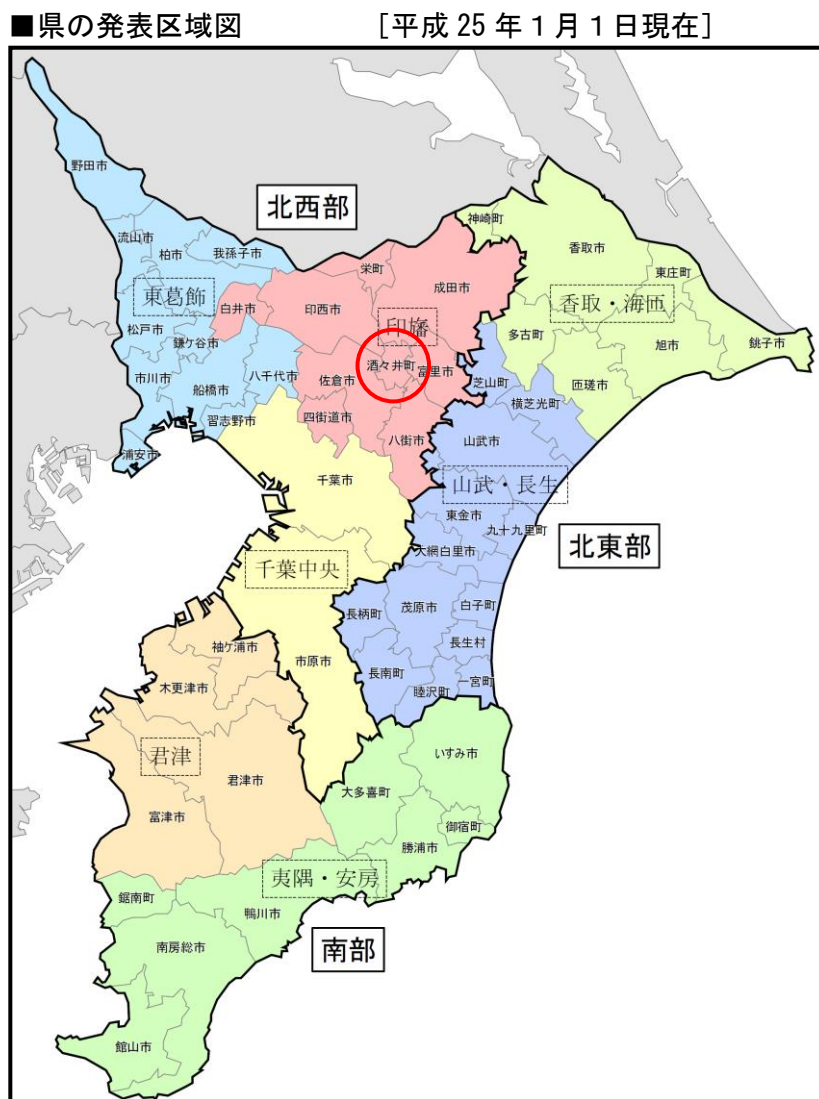 ■県の発表区域図 [平成 25 年 1 月 1 日現在]
野田市
北西部
神崎町
流山市
柏市
我孫子市
栄町
香取市
東庄町
成田市
東葛飾
白井市
印西市
印旛
香取・海匝
松戸市
鎌ケ谷市
多古町
旭市
銚子市
酒々井町
富里市
市川市
船橋市
八千代市
佐倉市
芝山町
匝瑳市
横芝光町
習志野市
四街道市
八街市
山武市
浦安市
千葉市
山武・長生
東金市
九十九里町
北東部
大網白里市
千葉中央
長柄町
茂原市
白子町
長生村
袖ケ浦市
市原市
長南町
一宮町
木更津市
睦沢町
君津
君津市
いすみ市
大多喜町
富津市
御宿町
勝浦市
夷隅・安房
鋸南町
鴨川市
南房総市
南部
館山市